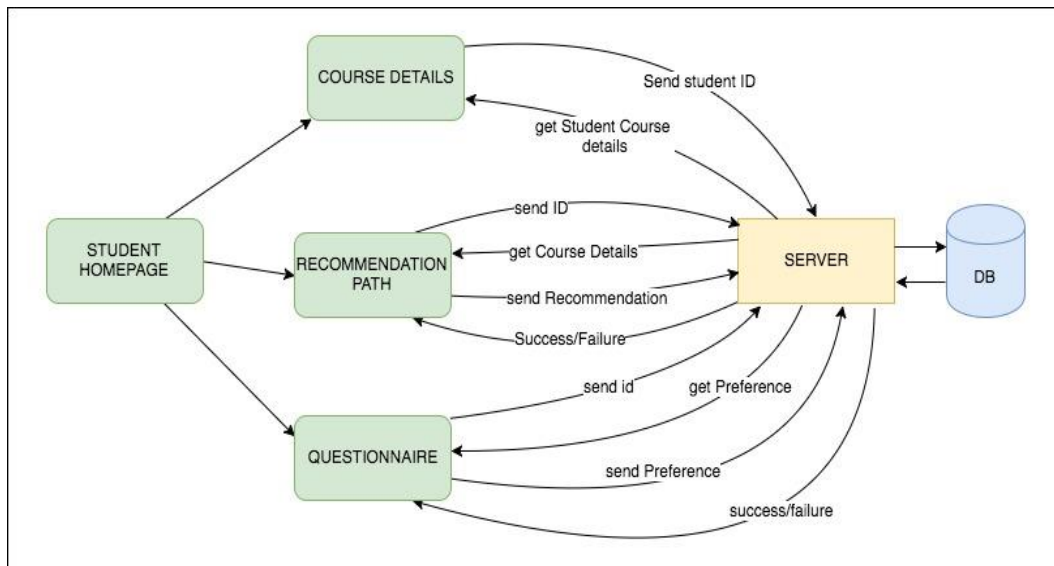 COURSE DETAILS
Send student ID
get Student Course
details
send ID
STUDENT
HOMEPAGE
RECOMMENDATION
PATH
get Course Details
SERVER
DB
send Recommendation
Success/Failure
send id
get Preference
QUESTIONNAIRE
send Preference
success/failure